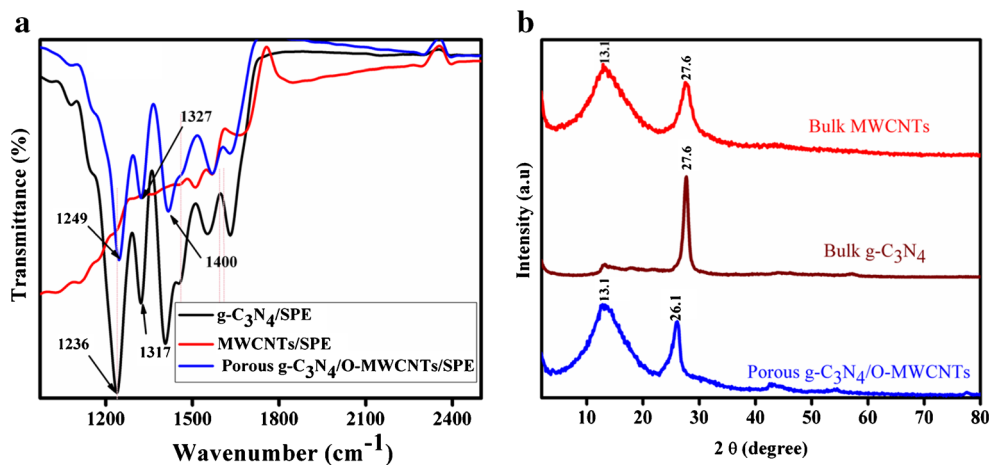 a
Transmittance (%)
1327
1249
1400
1236
1317
g-C3N4/SPE
MWCNTs/SPE
Porous g-C3N4/O-MWCNTs/SPE
1200 1400 1600 1800 2100 2400
Wavenumber (cm-1)
b
Intensity (a.u)
13.1
27.6
Bulk MWCNTs
27.6
Bulk g-C3N4
13.1
26.1
Porous g-C3N4/O-MWCNTs
10 20 30 40 50 60 70 80
2 θ (degree)